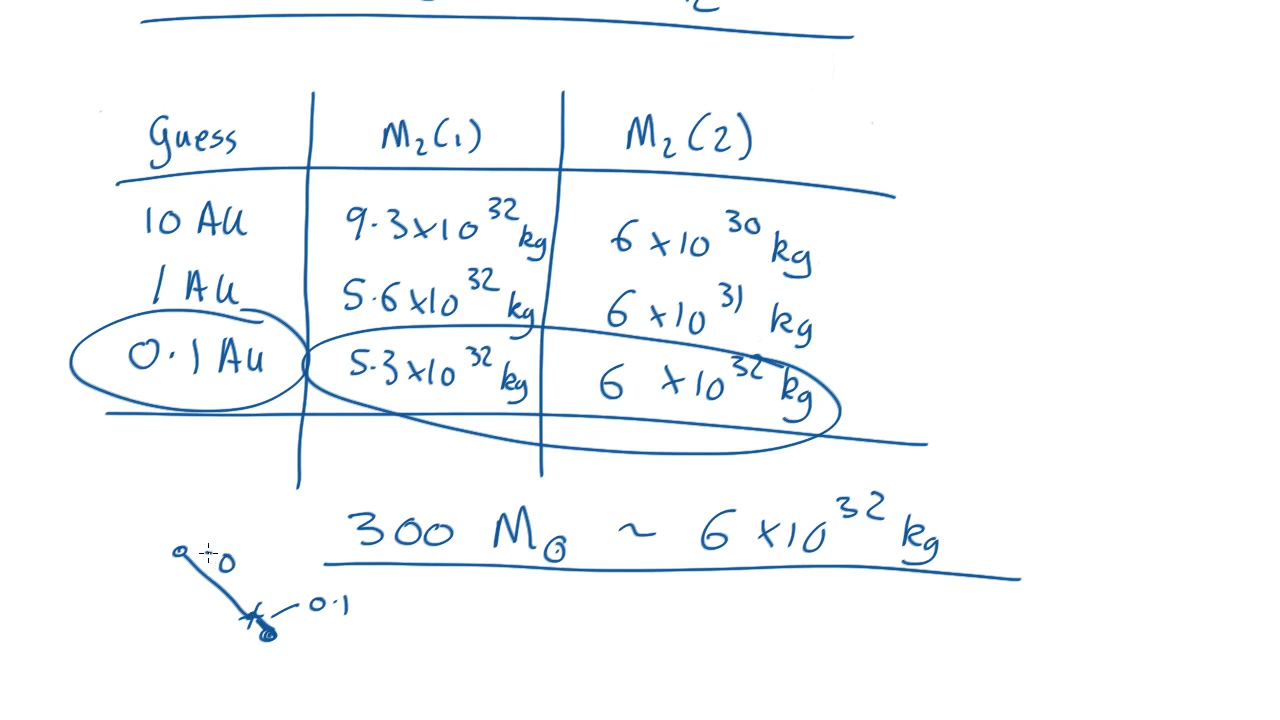 Guess M₂(1) M₂(2)
10 AU 9.3×10³² kg 6 ×10³⁰ kg
1 AU 5.6×10³² kg 6 ×10³¹ kg
0.1 AU 5.3×10³² kg 6 ×10³² kg
300 M⊙ ~ 6 ×10³² kg
0
0.1